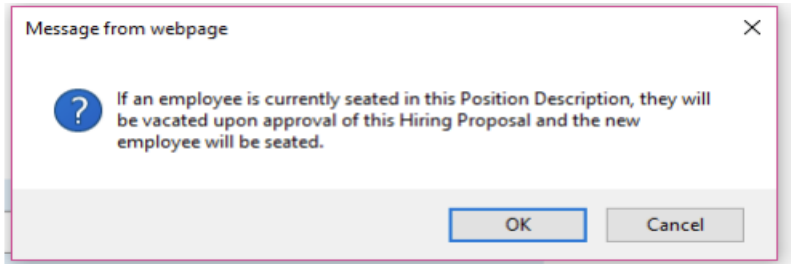 Message from webpage
If an employee is currently seated in this Position Description, they will
be vacated upon approval of this Hiring Proposal and the new
employee will be seated.
OK
Cancel